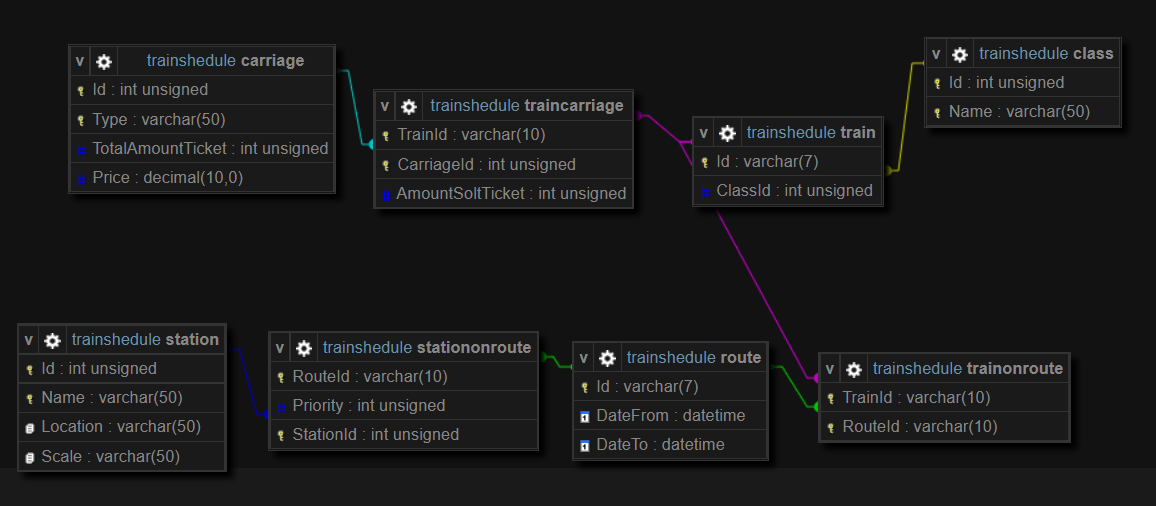 v trainshedule carriage
Id : int unsigned
Type : varchar(50)
TotalAmountTicket : int unsigned
Price : decimal(10,0)
v trainshedule traincarriage
TrainId : varchar(10)
CarriageId : int unsigned
AmountSoltTicket : int unsigned
v trainshedule train
Id : varchar(7)
ClassId : int unsigned
v trainshedule class
Id : int unsigned
Name : varchar(50)
v trainshedule station
Id : int unsigned
Name : varchar(50)
Location : varchar(50)
Scale : varchar(50)
v trainshedule stationonroute
RouteId : varchar(10)
Priority : int unsigned
StationId : int unsigned
v trainshedule route
Id : varchar(7)
DateFrom : datetime
DateTo : datetime
v trainshedule trainonroute
TrainId : varchar(10)
RouteId : varchar(10)